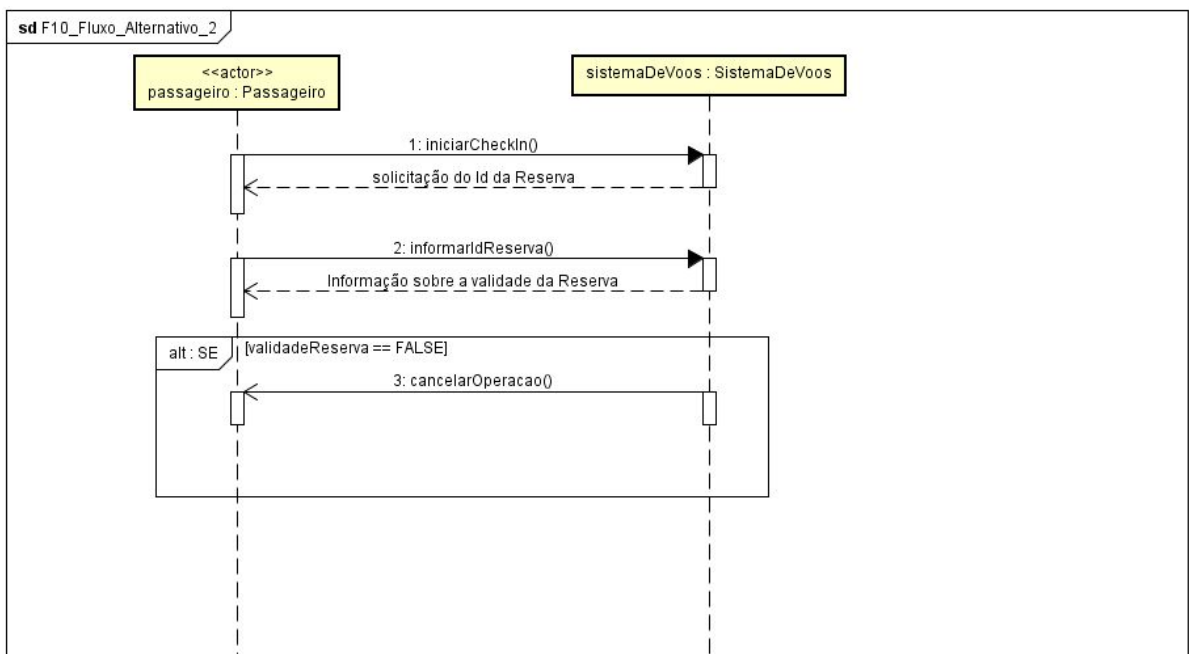 sd F10_Fluxo_Alternativo_2
<<actor>>
passageiro : Passageiro
sistemaDeVoos : SistemaDeVoos
1: iniciarCheckIn()
solicitação do Id da Reserva
2: informarIdReserva()
Informação sobre a validade da Reserva
alt : SE
[validadeReserva == FALSE]
3: cancelarOperacao()